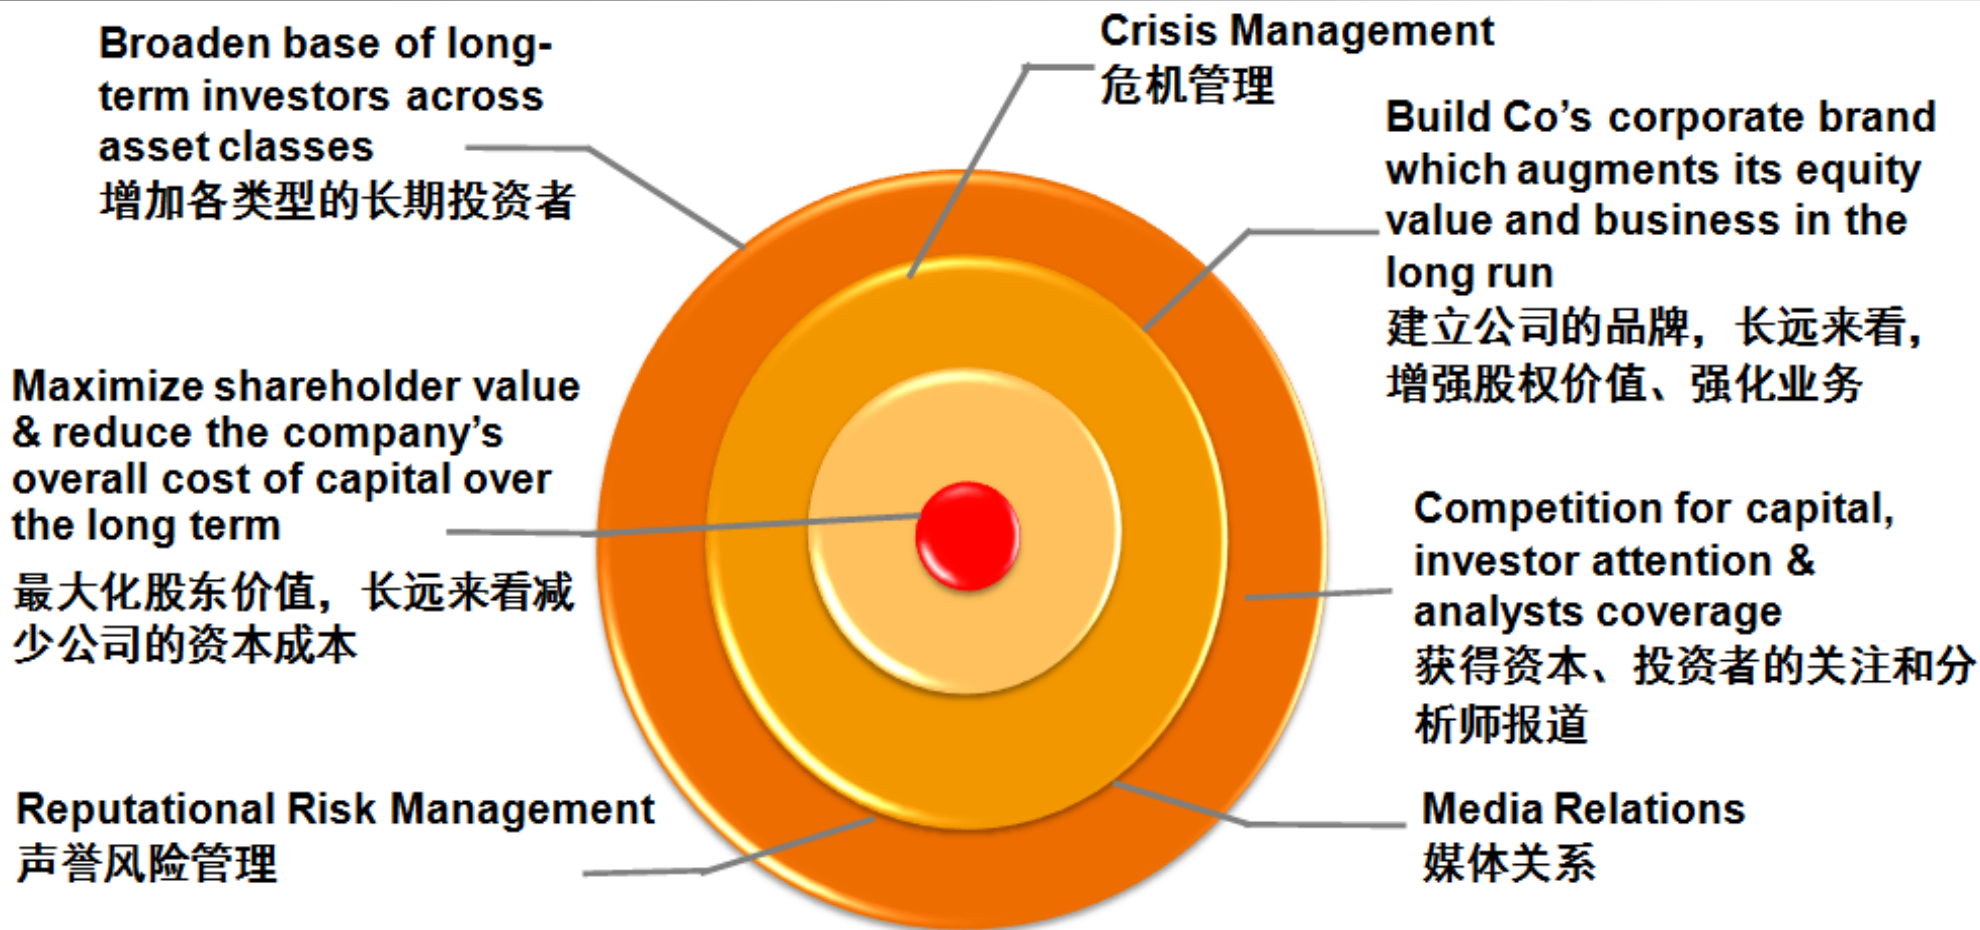 Broaden base of long-
term investors across
asset classes
增加各类型的长期投资者
Crisis Management
危机管理
Build Co’s corporate brand
which augments its equity
value and business in the
long run
建立公司的品牌，长远来看，
增强股权价值、强化业务
Maximize shareholder value
& reduce the company’s
overall cost of capital over
the long term
最大化股东价值，长远来看减
少公司的资本成本
Competition for capital,
investor attention &
analysts coverage
获得资本、投资者的关注和分
析师报道
Reputational Risk Management
声誉风险管理
Media Relations
媒体关系